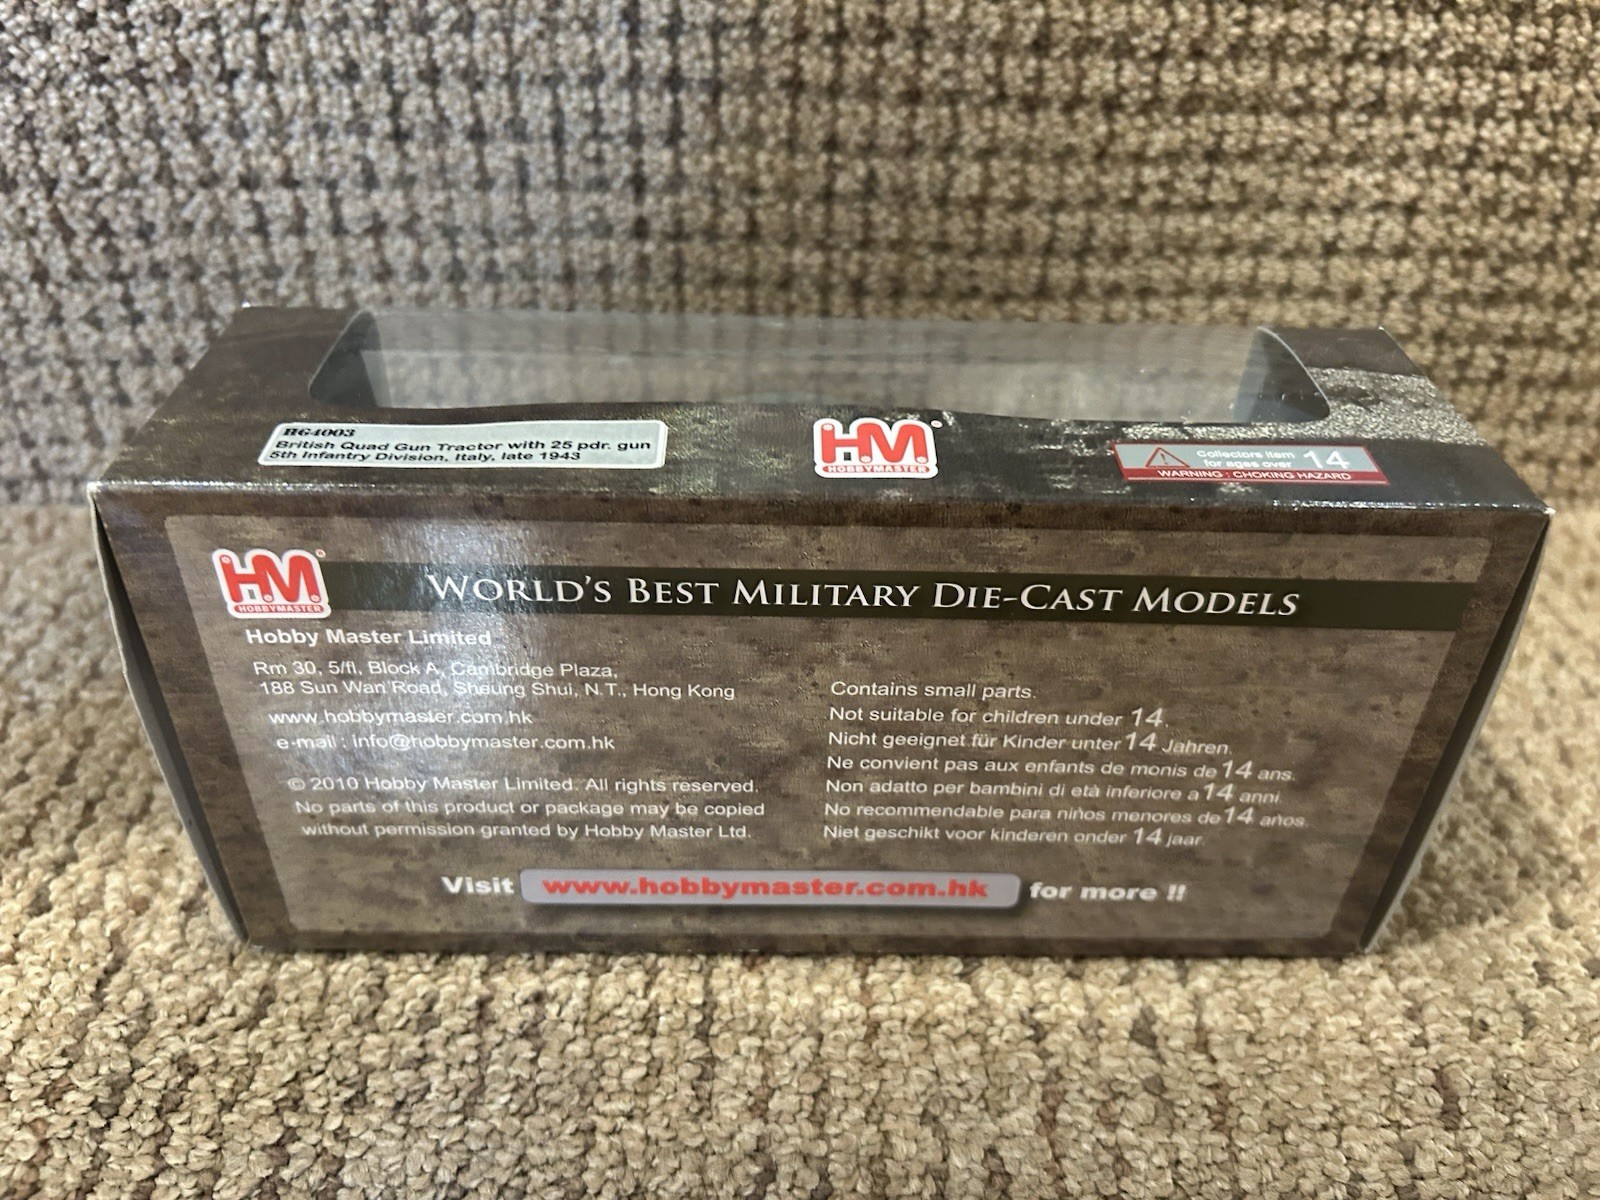 HG4003
British Quad Gun Tractor with 25 pdr. gun
5th Infantry Division, Italy, late 1943
HM
HOBBYMASTER
Collectors item
for ages over 14
WARNING : CHOKING HAZARD
HM
HOBBYMASTER
WORLD'S BEST MILITARY DIE-CAST MODELS
Hobby Master Limited
Rm 30, 5/fl, Block A, Cambridge Plaza,
188 Sun Wan Road, Sheung Shui, N.T., Hong Kong
www.hobbymaster.com.hk
e-mail : info@hobbymaster.com.hk
© 2010 Hobby Master Limited. All rights reserved.
No parts of this product or package may be copied
without permission granted by Hobby Master Ltd.
Contains small parts.
Not suitable for children under 14.
Nicht geeignet für Kinder unter 14 Jahren.
Ne convient pas aux enfants de monis de 14 ans.
Non adatto per bambini di età inferiore a 14 anni.
No recommendable para niños menores de 14 años.
Niet geschikt voor kinderen onder 14 jaar.
Visit www.hobbymaster.com.hk for more !!